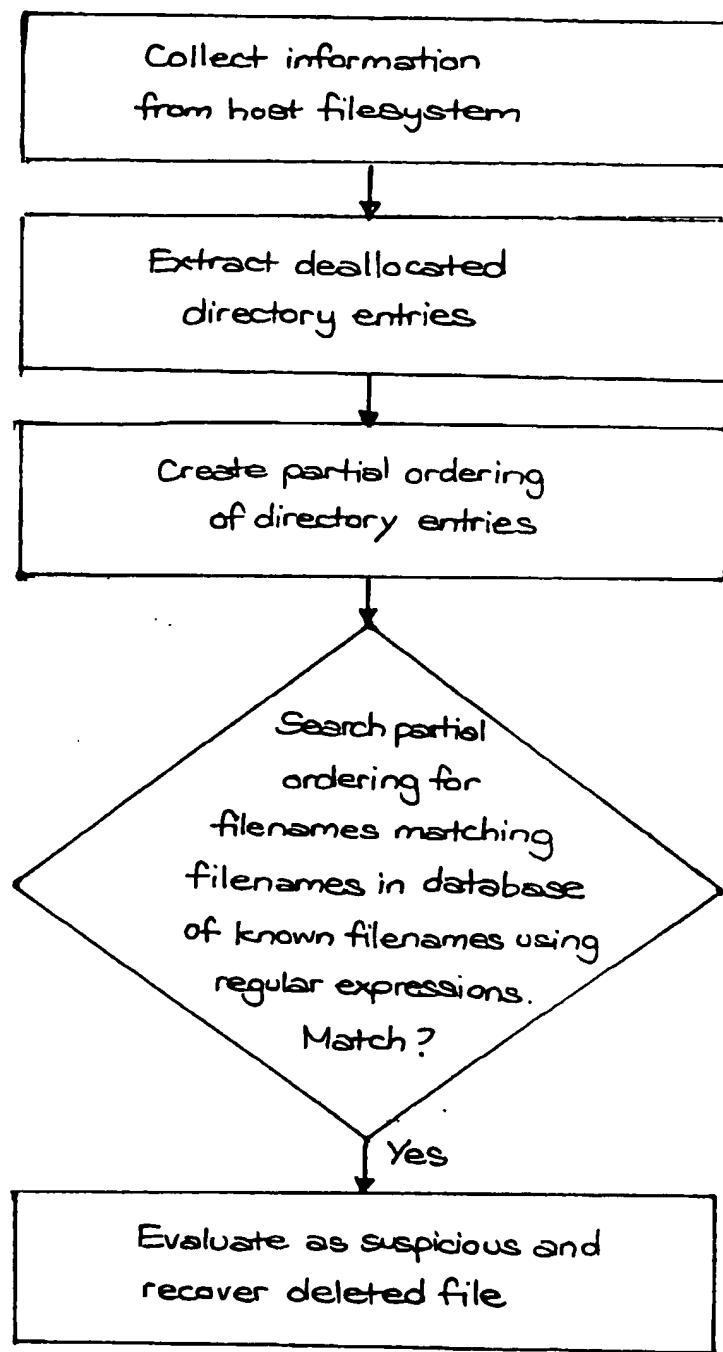 Collect information
from host filesystem
Extract deallocated
directory entries
Create partial ordering
of directory entries
Search partial
ordering for
filenames matching
filenames in database
of known filenames using
regular expressions.
Match?
Yes
Evaluate as suspicious and
recover deleted file